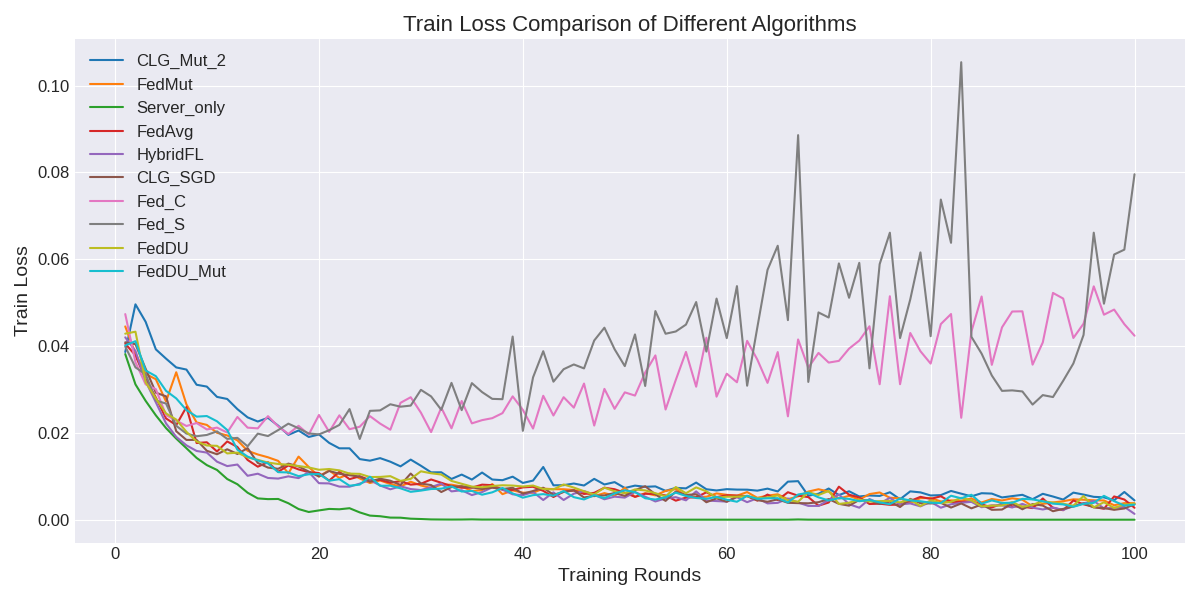 Train Loss Comparison of Different Algorithms
CLG_Mut_2
FedMut
Server_only
FedAvg
HybridFL
CLG_SGD
Fed_C
Fed_S
FedDU
FedDU_Mut
Train Loss
0.10
0.08
0.06
0.04
0.02
0.00
0 20 40 60 80 100
Training Rounds